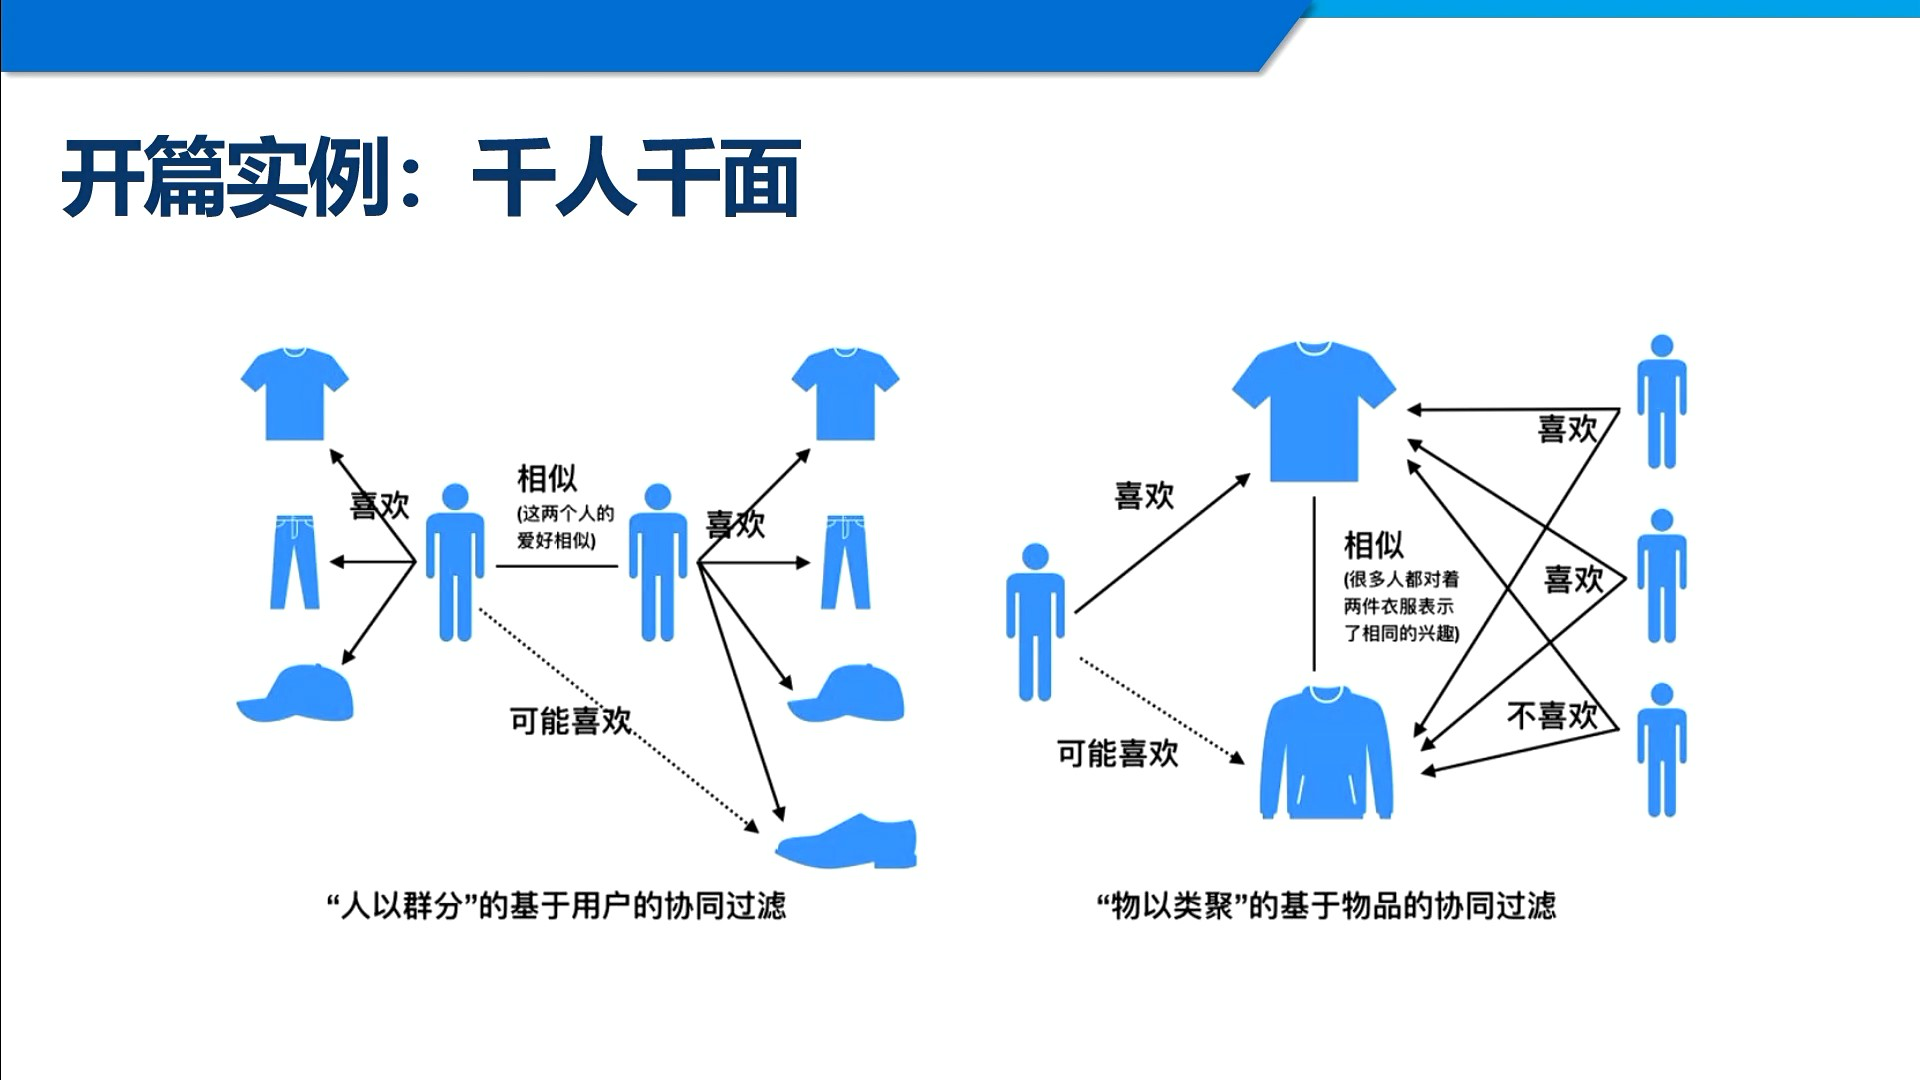 开篇实例：千人千面
喜欢
相似
(这两个人的
爱好相似)
喜欢
可能喜欢
“人以群分”的基于用户的协同过滤
喜欢
相似
(很多人都对着
两件衣服表示
了相同的兴趣)
可能喜欢
喜欢
喜欢
不喜欢
“物以类聚”的基于物品的协同过滤